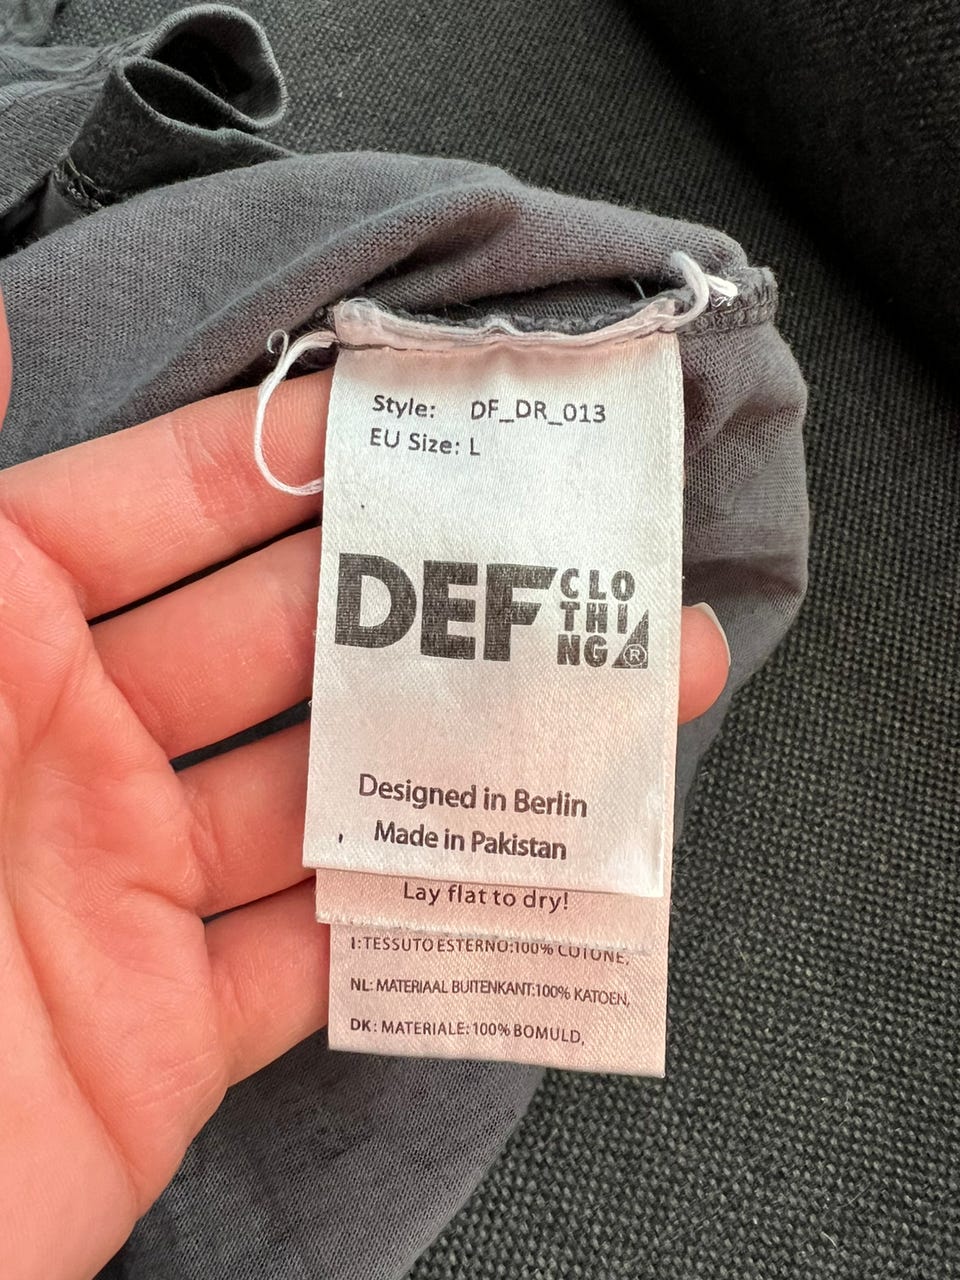 Style: DF_DR_013
EU Size: L
DEF CLO
THI
NG ®
Designed in Berlin
Made in Pakistan
Lay flat to dry!
I:TESSUTO ESTERNO:100% COTONE,
NL: MATERIAAL BUITENKANT:100% KATOEN,
DK: MATERIALE:100% BOMULD,